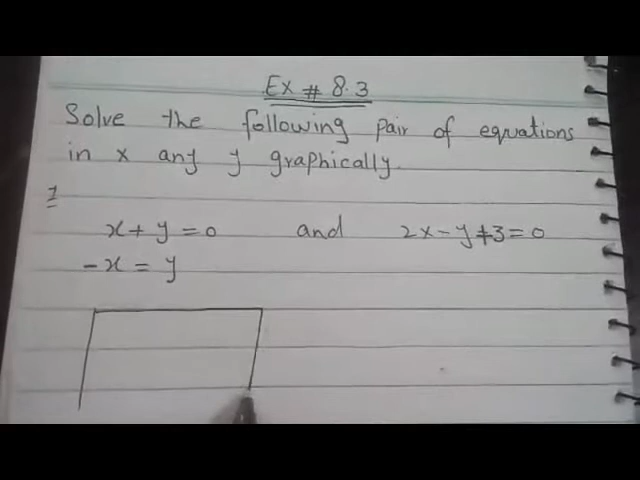 Ex # 8.3
Solve the following pair of equations
in x any y graphically.
1
x + y = 0 and 2x - y + 3 = 0
-x = y